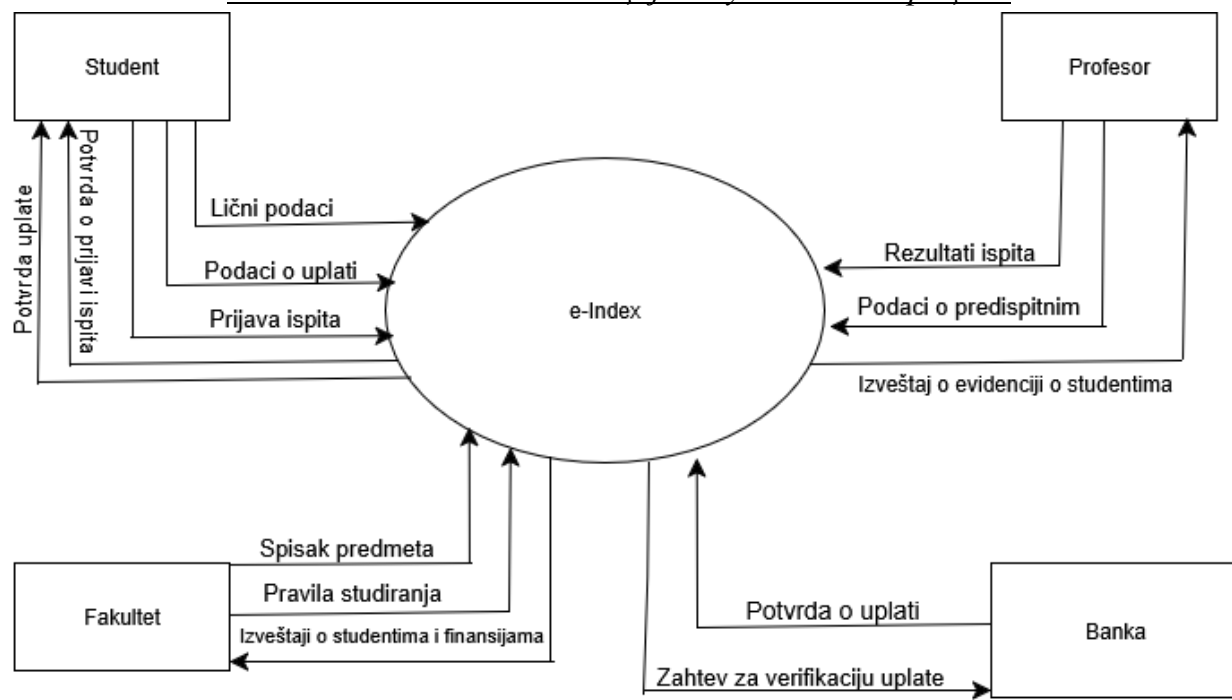 Student
Profesor
Potvrda uplate
Potvrda o prijavi ispita
Lični podaci
Podaci o uplati
Prijava ispita
e-Index
Rezultati ispita
Podaci o predispitnim
Izveštaj o evidenciji o studentima
Spisak predmeta
Pravila studiranja
Izveštaji o studentima i finansijama
Fakultet
Potvrda o uplati
Zahtev za verifikaciju uplate
Banka